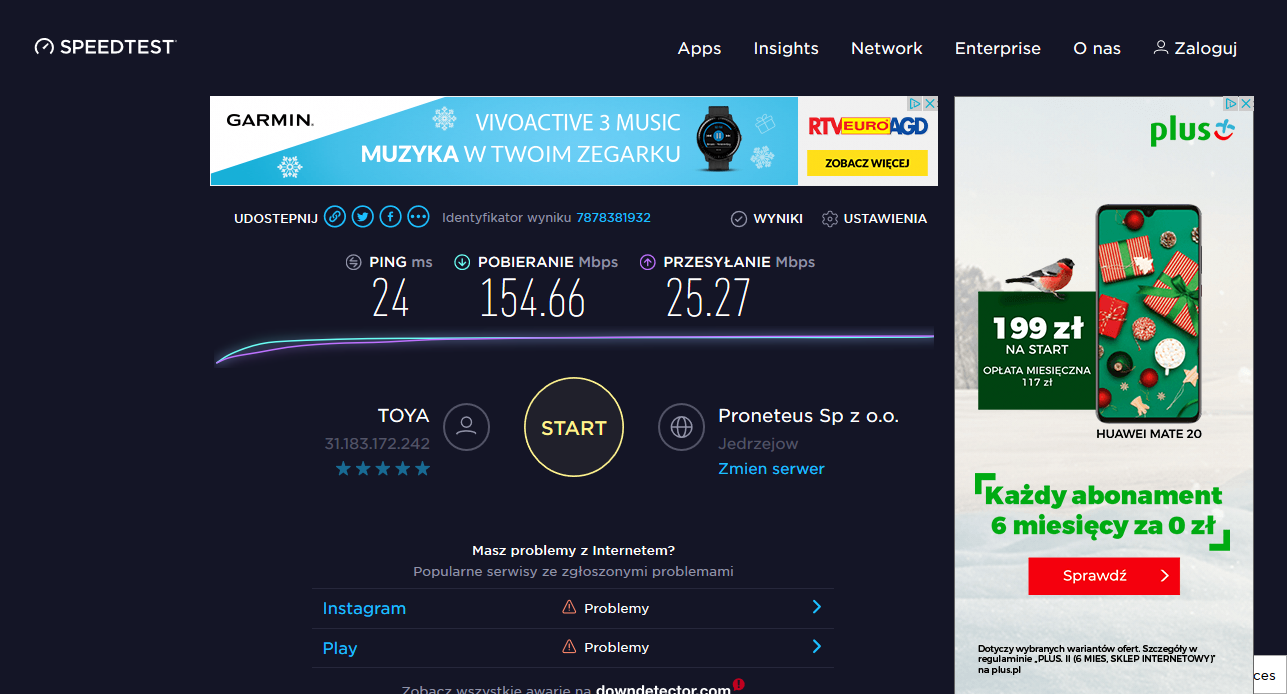 SPEEDTEST
Apps Insights Network Enterprise O nas Zaloguj
GARMIN.
VIVOACTIVE 3 MUSIC
MUZYKA W TWOIM ZEGARKU
RTV EURO AGD
ZOBACZ WIĘCEJ
UDOSTEPNIJ
Identyfikator wyniku 7878381932
WYNIKI USTAWIENIA
PING ms POBIERANIE Mbps PRZESYŁANIE Mbps
24 154.66 25.27
TOYA
31.183.172.242
START
Proneteus Sp z o.o.
Jedrzejow
Zmien serwer
Masz problemy z Internetem?
Popularne serwisy ze zgłoszonymi problemami
Instagram Problemy
Play Problemy
Zobacz wszystkie awarie na downdetector.com
plus
199 zł
NA START
OPŁATA MIESIĘCZNA
117 zł
HUAWEI MATE 20
Każdy abonament
6 miesięcy za 0 zł
Sprawdź
Dotyczy wybranych wariantów ofert. Szczegóły w
regulaminie „PLUS. II (6 MIES, SKLEP INTERNETOWY)"
na plus.pl
ces